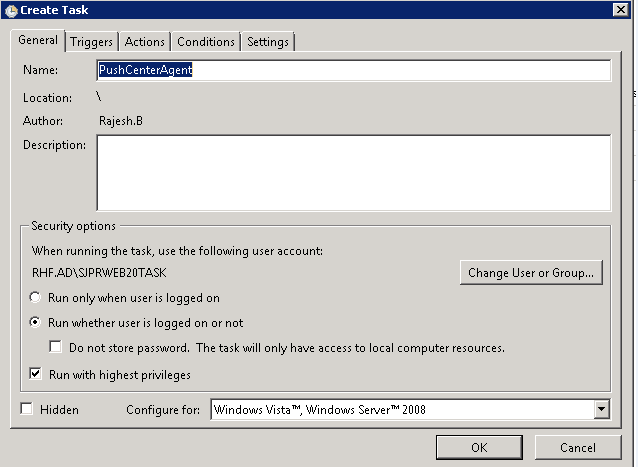 Create Task
General Triggers Actions Conditions Settings
Name: PushCenterAgent
Location: \
Author: Rajesh.B
Description:
Security options
When running the task, use the following user account:
RHF.AD\SJPRWEB20TASK Change User or Group...
Run only when user is logged on
Run whether user is logged on or not
Do not store password. The task will only have access to local computer resources.
Run with highest privileges
Hidden Configure for: Windows Vista™, Windows Server™ 2008
OK Cancel